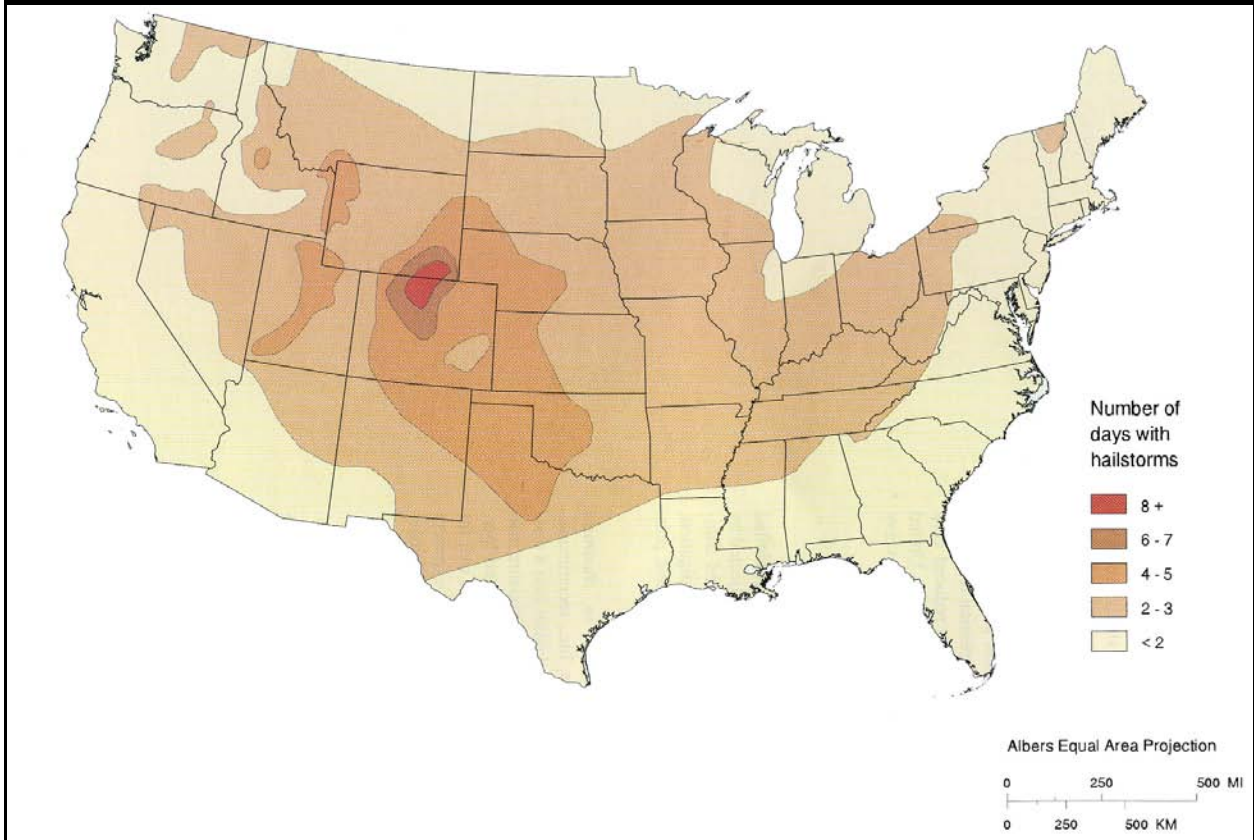 Number of
days with
hailstorms
8 +
6 - 7
4 - 5
2 - 3
< 2
Albers Equal Area Projection
0 250 500 MI
0 250 500 KM